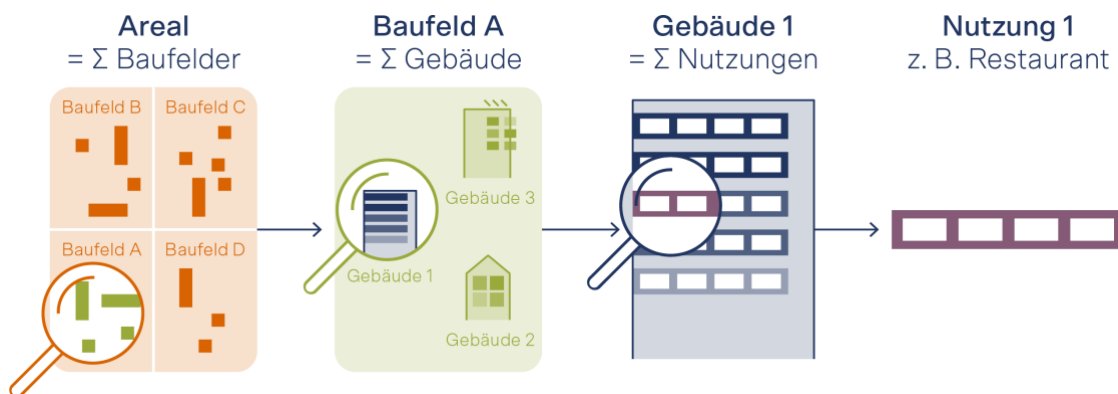 Areal
= Σ Baufelder
Baufeld A
= Σ Gebäude
Gebäude 1
= Σ Nutzungen
Nutzung 1
z. B. Restaurant
Baufeld B
Baufeld C
Baufeld A
Baufeld D
Gebäude 3
Gebäude 1
Gebäude 2